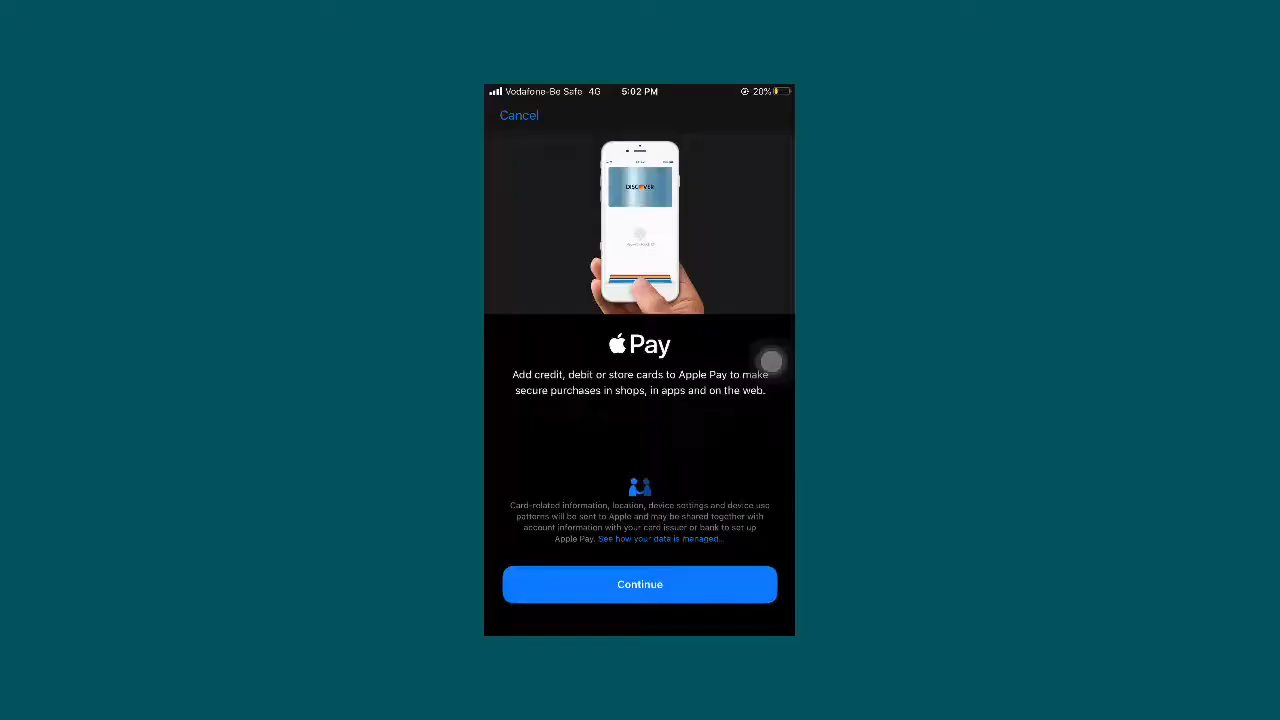 Vodafone-Be Safe 4G 5:02 PM 20%
Cancel
DISCOVER
Pay
Add credit, debit or store cards to Apple Pay to make
secure purchases in shops, in apps and on the web.
Card-related information, location, device settings and device use
patterns will be sent to Apple and may be shared together with
account information with your card issuer or bank to set up
Apple Pay. See how your data is managed...
Continue